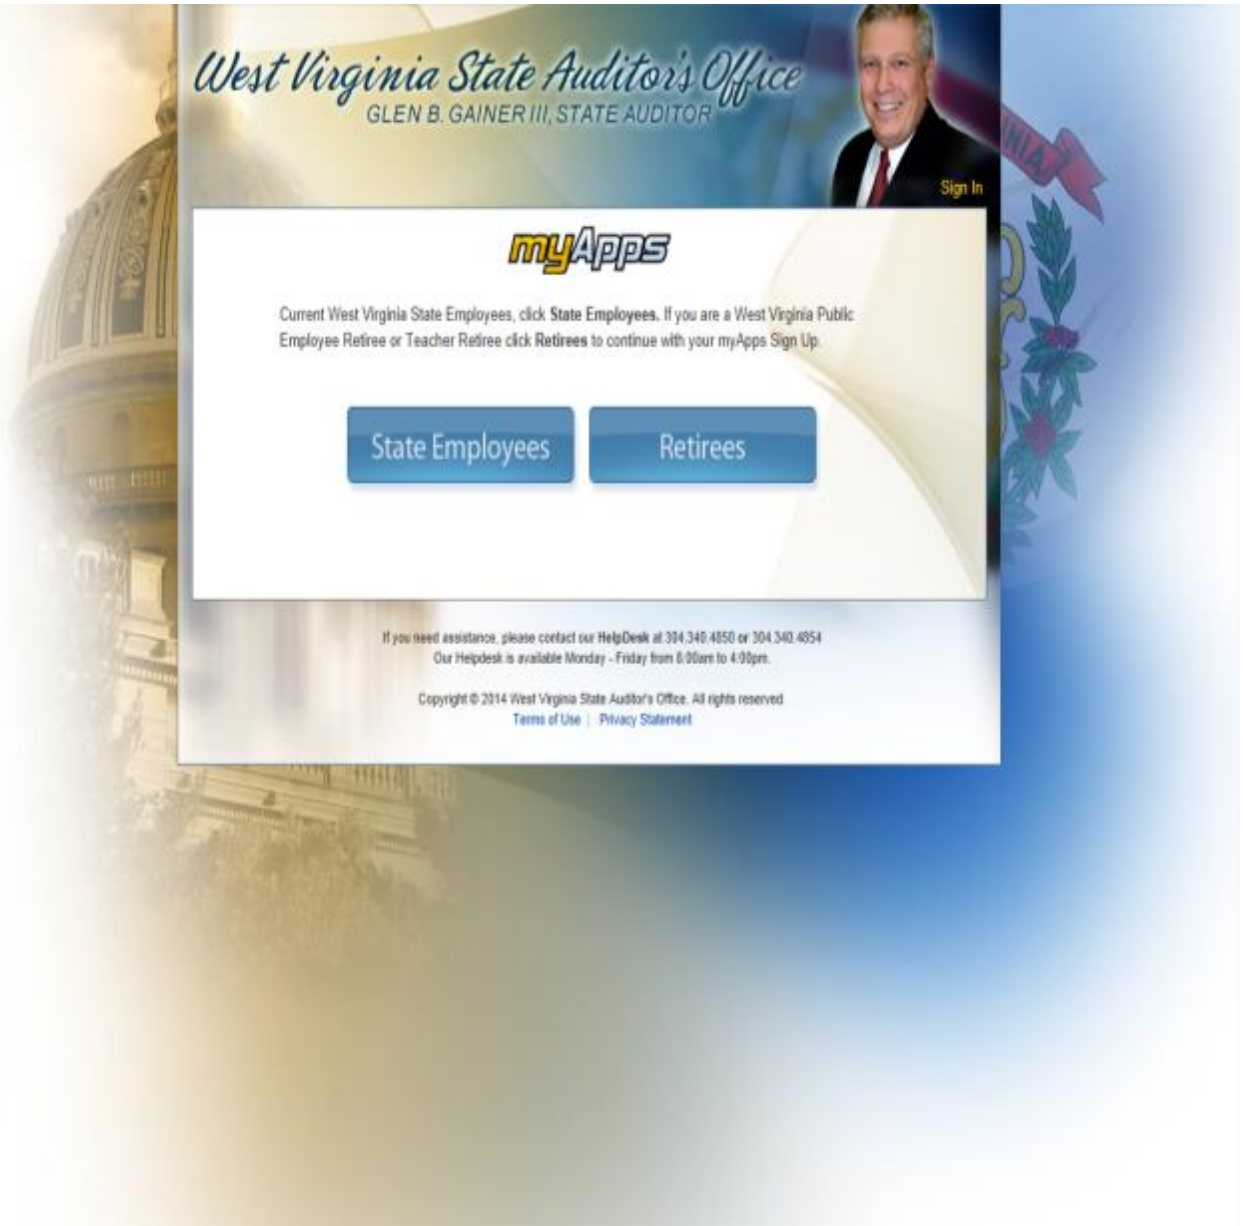 West Virginia State Auditor's Office
GLEN B. GAINER III, STATE AUDITOR
Sign In
myApps
Current West Virginia State Employees, click State Employees. If you are a West Virginia Public
Employee Retiree or Teacher Retiree click Retirees to continue with your myApps Sign Up.
State Employees
Retirees
If you need assistance, please contact our HelpDesk at 304.340.4850 or 304.340.4854
Our Helpdesk is available Monday - Friday from 8:00am to 4:00pm.
Copyright © 2014 West Virginia State Auditor's Office. All rights reserved.
Terms of Use | Privacy Statement